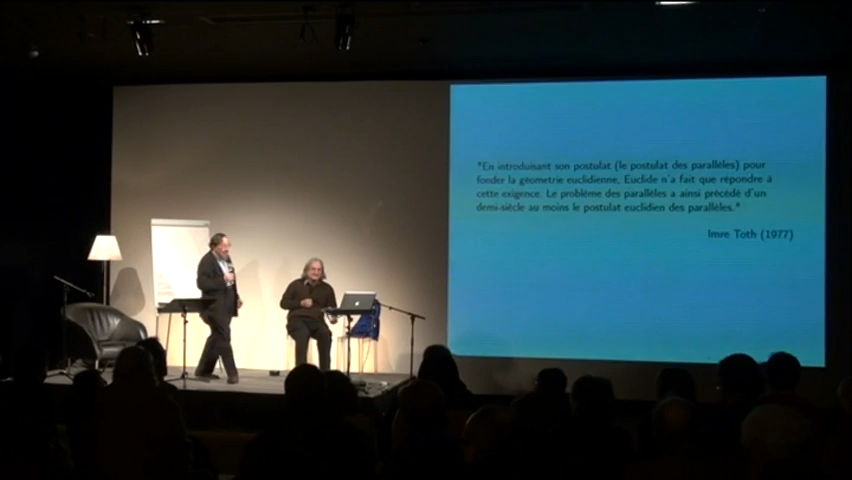 "En introduisant son postulat (le postulat des parallèles) pour
fonder la géometrie euclidienne, Euclide n'a fait que répondre à
cette exigence. Le problème des parallèles a ainsi précédé d'un
demi-siècle au moins le postulat euclidien des parallèles."
Imre Toth (1977)